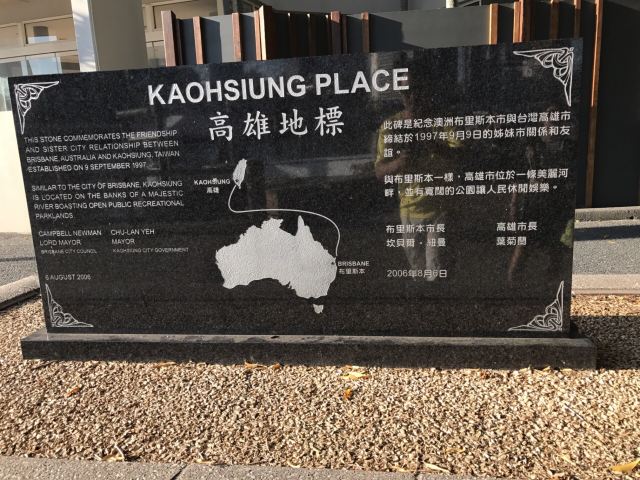 KAOHSIUNG PLACE
高雄地標
THIS STONE COMMEMORATES THE FRIENDSHIP
AND SISTER CITY RELATIONSHIP BETWEEN
BRISBANE, AUSTRALIA AND KAOHSIUNG, TAIWAN
ESTABLISHED ON 9 SEPTEMBER 1997.
SIMILAR TO THE CITY OF BRISBANE, KAOHSIUNG
IS LOCATED ON THE BANKS OF A MAJESTIC
RIVER BOASTING OPEN PUBLIC RECREATIONAL
PARKLANDS.
CAMPBELL NEWMAN CHU-LAN YEH
LORD MAYOR MAYOR
BRISBANE CITY COUNCIL KAOHSIUNG CITY GOVERNMENT
6 AUGUST 2006
KAOHSIUNG
高雄
BRISBANE
布里斯本
此碑是紀念澳洲布里斯本市與台灣高雄市
締結於1997年9月9日的姊妹市關係和友
誼。
與布里斯本一樣，高雄市位於一條美麗河
畔，並有寬闊的公園讓人民休閒娛樂。
布里斯本市長 高雄市長
坎貝爾·紐曼 葉菊蘭
2006年8月6日